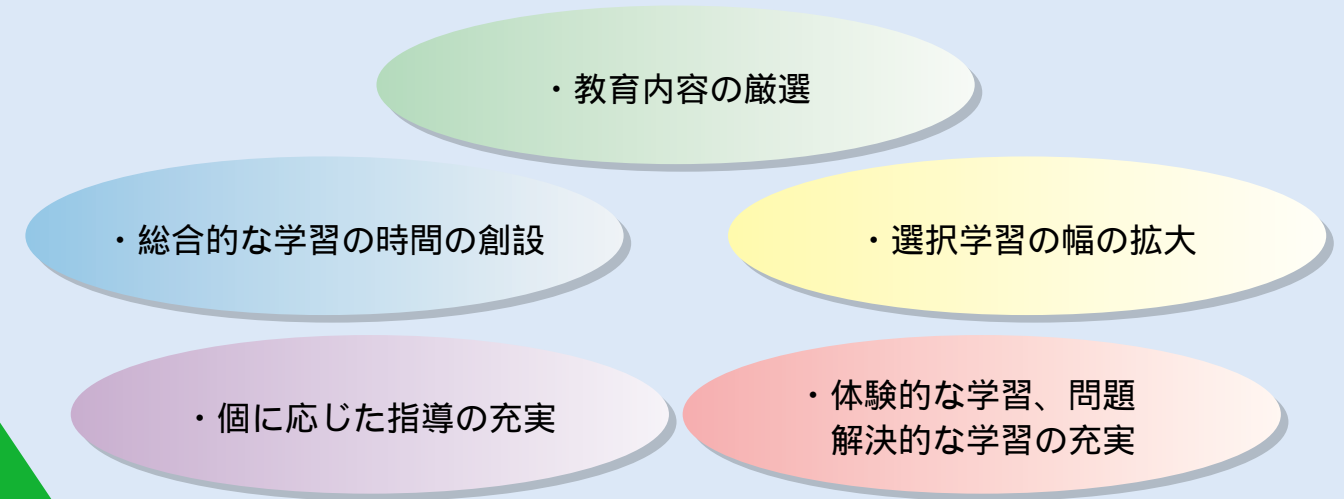 ・教育内容の厳選
・総合的な学習の時間の創設
・選択学習の幅の拡大
・個に応じた指導の充実
・体験的な学習、問題
解決的な学習の充実